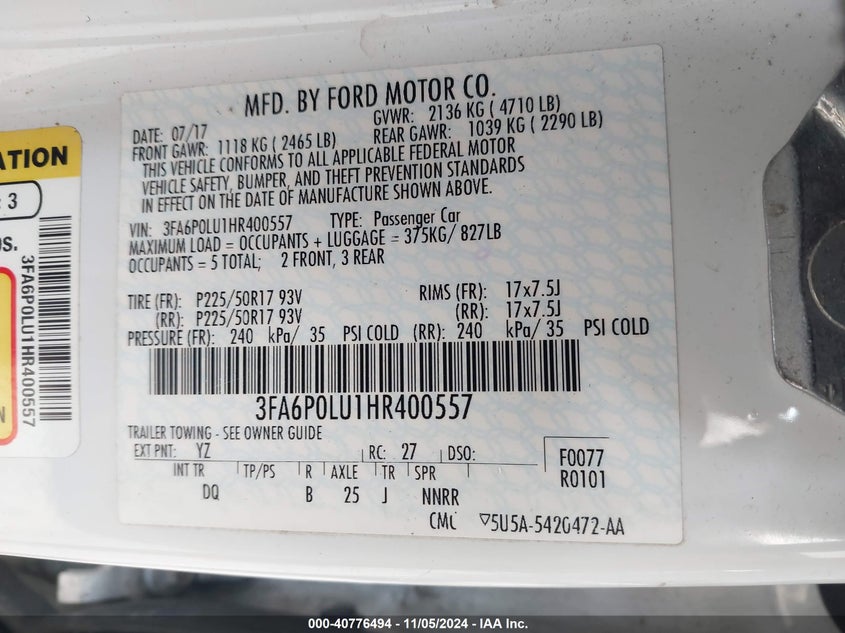 MFD. BY FORD MOTOR CO.
DATE: 07/17 GVWR: 2136 KG ( 4710 LB)
FRONT GAWR: 1118 KG ( 2465 LB) REAR GAWR: 1039 KG ( 2290 LB)
THIS VEHICLE CONFORMS TO ALL APPLICABLE FEDERAL MOTOR
VEHICLE SAFETY, BUMPER, AND THEFT PREVENTION STANDARDS
IN EFFECT ON THE DATE OF MANUFACTURE SHOWN ABOVE.
VIN: 3FA6P0LU1HR400557 TYPE: Passenger Car
MAXIMUM LOAD = OCCUPANTS + LUGGAGE = 375KG/ 827LB
OCCUPANTS = 5 TOTAL; 2 FRONT, 3 REAR
TIRE (FR): P225/50R17 93V RIMS (FR): 17x7.5J
(RR): P225/50R17 93V (RR): 17x7.5J
PRESSURE (FR): 240 kPa/ 35 PSI COLD (RR): 240 kPa/ 35 PSI COLD
3FA6P0LU1HR400557
TRAILER TOWING - SEE OWNER GUIDE
EXT PNT: YZ RC: 27 DSO: F0077
INT TR TP/PS R AXLE TR SPR R0101
DQ B 25 J NNRR
CMC ▽5U5A-5420472-AA
ATION
3
3FA6P0LU1HR400557
000-40776494 - 11/05/2024 - IAA Inc.